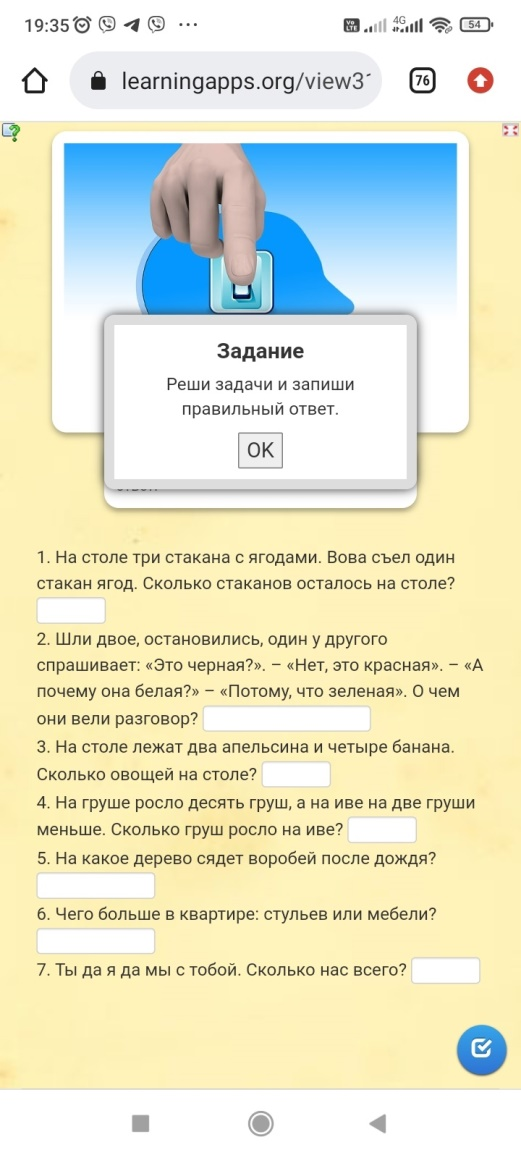 19:35
Vo LTE 4G 54
learningapps.org/view3
76
Задание
Реши задачи и запиши
правильный ответ.
OK
1. На столе три стакана с ягодами. Вова съел один
стакан ягод. Сколько стаканов осталось на столе?
2. Шли двое, остановились, один у другого
спрашивает: «Это черная?». – «Нет, это красная». – «А
почему она белая?» – «Потому, что зеленая». О чем
они вели разговор?
3. На столе лежат два апельсина и четыре банана.
Сколько овощей на столе?
4. На груше росло десять груш, а на иве на две груши
меньше. Сколько груш росло на иве?
5. На какое дерево сядет воробей после дождя?
6. Чего больше в квартире: стульев или мебели?
7. Ты да я да мы с тобой. Сколько нас всего?